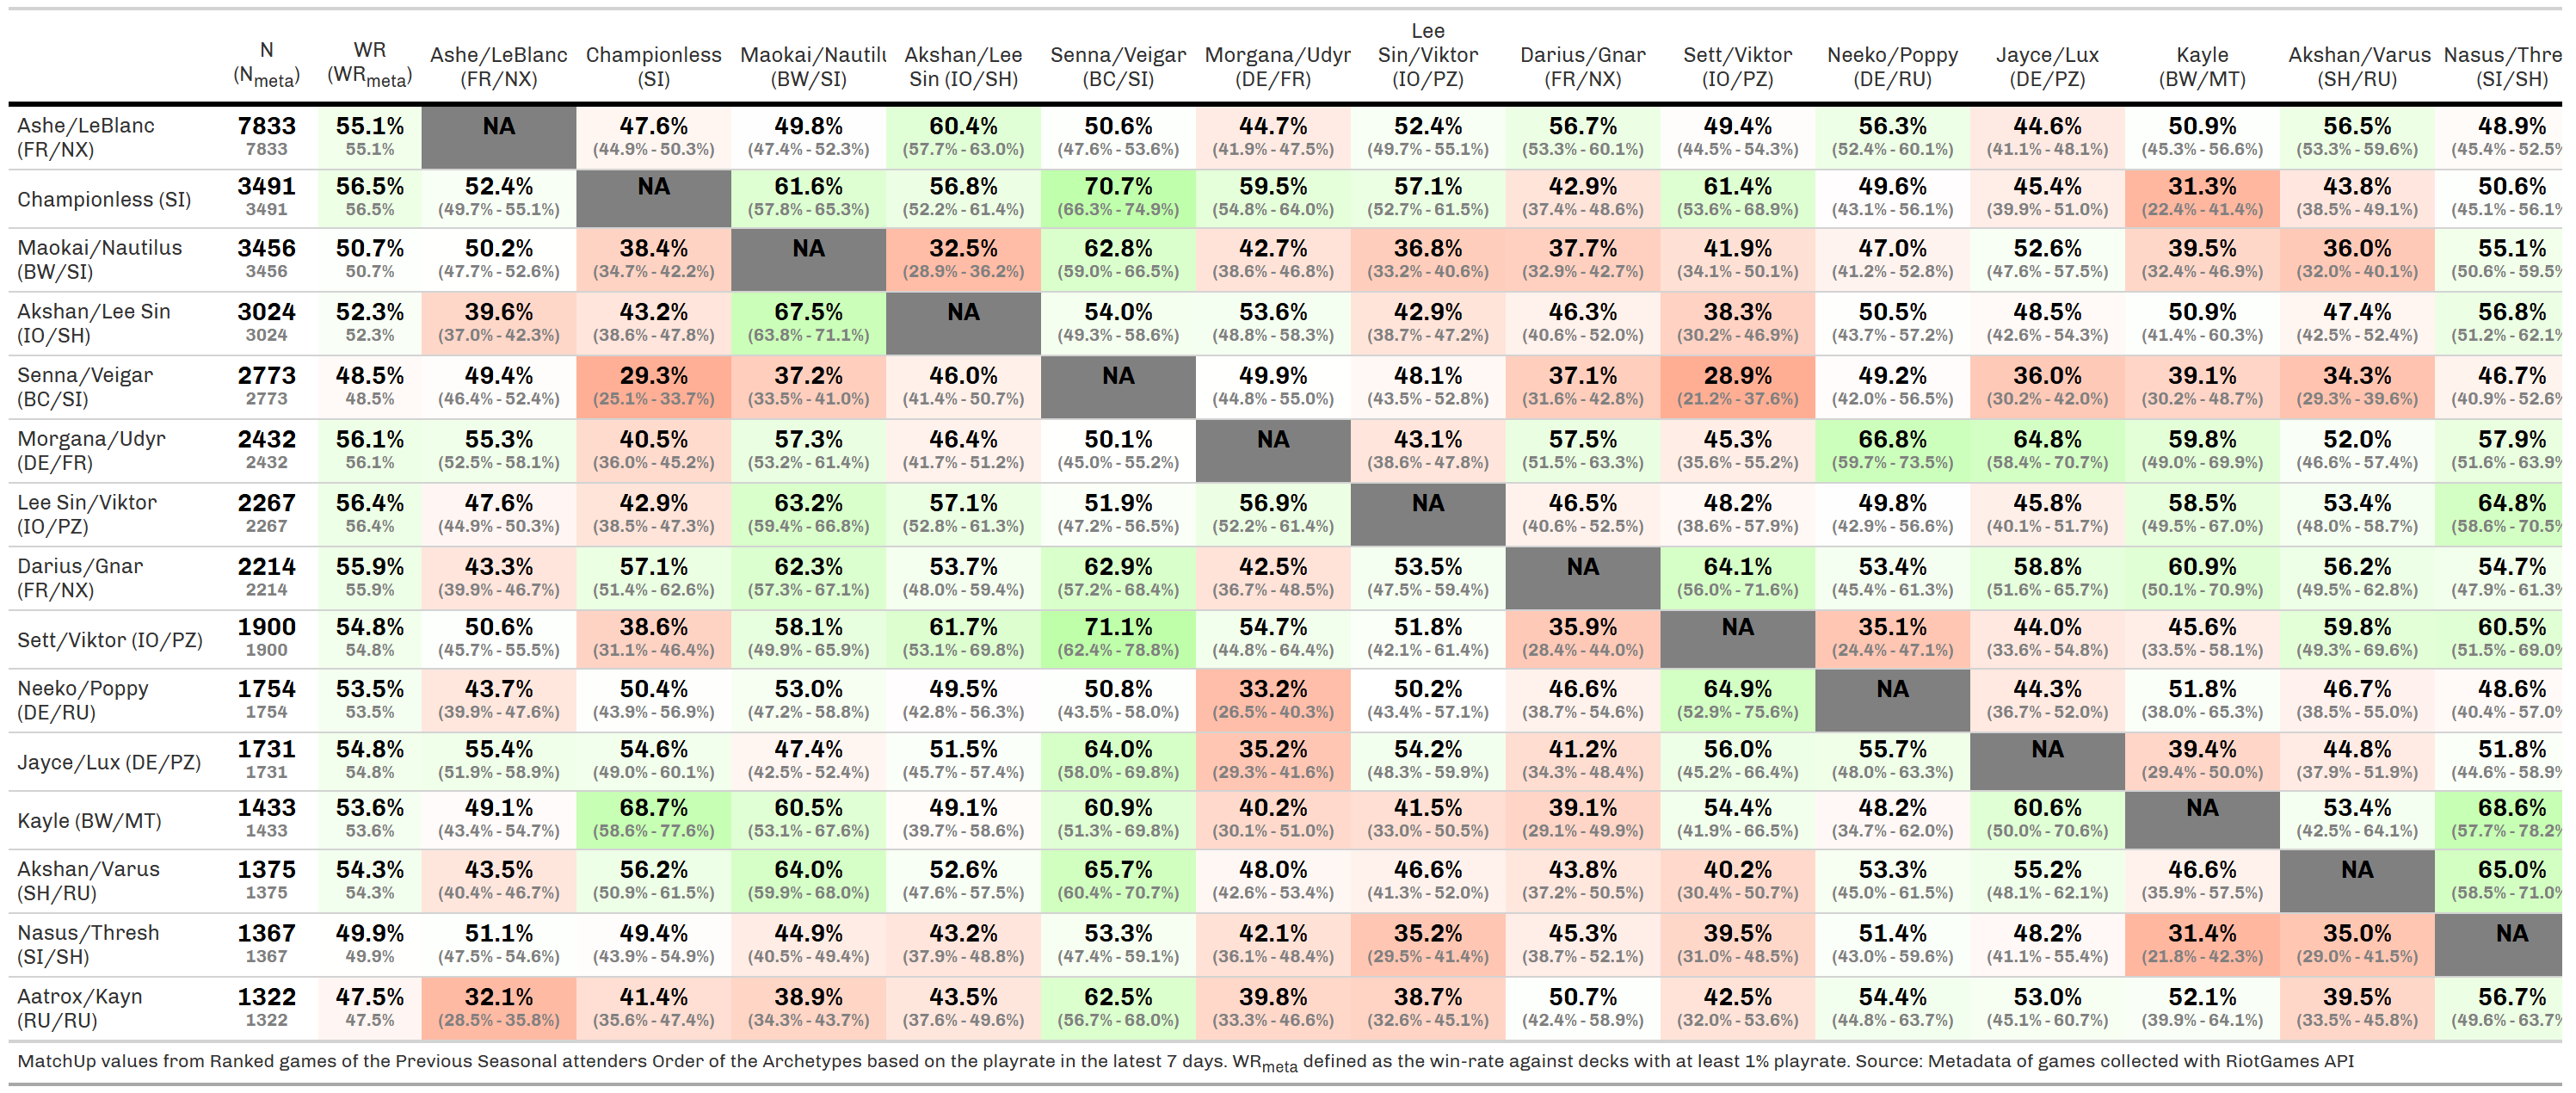 N (Nmeta) WR (WRmeta) Ashe/LeBlanc (FR/NX) Championless (SI) Maokai/Nautilu (BW/SI) Akshan/Lee Sin (IO/SH) Senna/Veigar (BC/SI) Morgana/Udyr (DE/FR) Lee Sin/Viktor (IO/PZ) Darius/Gnar (FR/NX) Sett/Viktor (IO/PZ) Neeko/Poppy (DE/RU) Jayce/Lux (DE/PZ) Kayle (BW/MT) Akshan/Varus (SH/RU) Nasus/Thre (SI/SH)
Ashe/LeBlanc 7833 55.1% NA 47.6% 49.8% 60.4% 50.6% 44.7% 52.4% 56.7% 49.4% 56.3% 44.6% 50.9% 56.5% 48.9%
(FR/NX) 7833 55.1% (44.9% - 50.3%) (47.4% - 52.3%) (57.7% - 63.0%) (47.6% - 53.6%) (41.9% - 47.5%) (49.7% - 55.1%) (53.3% - 60.1%) (44.5% - 54.3%) (52.4% - 60.1%) (41.1% - 48.1%) (45.3% - 56.6%) (53.3% - 59.6%) (45.4% - 52.5%
Championless (SI) 3491 56.5% 52.4% NA 61.6% 56.8% 70.7% 59.5% 57.1% 42.9% 61.4% 49.6% 45.4% 31.3% 43.8% 50.6%
3491 56.5% (49.7% - 55.1%) (57.8% - 65.3%) (52.2% - 61.4%) (66.3% - 74.9%) (54.8% - 64.0%) (52.7% - 61.5%) (37.4% - 48.6%) (53.6% - 68.9%) (43.1% - 56.1%) (39.9% - 51.0%) (22.4% - 41.4%) (38.5% - 49.1%) (45.1% - 56.1%
Maokai/Nautilus 3456 50.7% 50.2% 38.4% NA 32.5% 62.8% 42.7% 36.8% 37.7% 41.9% 47.0% 52.6% 39.5% 36.0% 55.1%
(BW/SI) 3456 50.7% (47.7% - 52.6%) (34.7% - 42.2%) (28.9% - 36.2%) (59.0% - 66.5%) (38.6% - 46.8%) (33.2% - 40.6%) (32.9% - 42.7%) (34.1% - 50.1%) (41.2% - 52.8%) (47.6% - 57.5%) (32.4% - 46.9%) (32.0% - 40.1%) (50.6% - 59.5%
Akshan/Lee Sin 3024 52.3% 39.6% 43.2% 67.5% NA 54.0% 53.6% 42.9% 46.3% 38.3% 50.5% 48.5% 50.9% 47.4% 56.8%
(IO/SH) 3024 52.3% (37.0% - 42.3%) (38.6% - 47.8%) (63.8% - 71.1%) (49.3% - 58.6%) (48.8% - 58.3%) (38.7% - 47.2%) (40.6% - 52.0%) (30.2% - 46.9%) (43.7% - 57.2%) (42.6% - 54.3%) (41.4% - 60.3%) (42.5% - 52.4%) (51.2% - 62.1%
Senna/Veigar 2773 48.5% 49.4% 29.3% 37.2% 46.0% NA 49.9% 48.1% 37.1% 28.9% 49.2% 36.0% 39.1% 34.3% 46.7%
(BC/SI) 2773 48.5% (46.4% - 52.4%) (25.1% - 33.7%) (33.5% - 41.0%) (41.4% - 50.7%) (44.8% - 55.0%) (43.5% - 52.8%) (31.6% - 42.8%) (21.2% - 37.6%) (42.0% - 56.5%) (30.2% - 42.0%) (30.2% - 48.7%) (29.3% - 39.6%) (40.9% - 52.6%
Morgana/Udyr 2432 56.1% 55.3% 40.5% 57.3% 46.4% 50.1% NA 43.1% 57.5% 45.3% 66.8% 64.8% 59.8% 52.0% 57.9%
(DE/FR) 2432 56.1% (52.5% - 58.1%) (36.0% - 45.2%) (53.2% - 61.4%) (41.7% - 51.2%) (45.0% - 55.2%) (38.6% - 47.8%) (51.5% - 63.3%) (35.6% - 55.2%) (59.7% - 73.5%) (58.4% - 70.7%) (49.0% - 69.9%) (46.6% - 57.4%) (51.6% - 63.9%
Lee Sin/Viktor 2267 56.4% 47.6% 42.9% 63.2% 57.1% 51.9% 56.9% NA 46.5% 48.2% 49.8% 45.8% 58.5% 53.4% 64.8%
(IO/PZ) 2267 56.4% (44.9% - 50.3%) (38.5% - 47.3%) (59.4% - 66.8%) (52.8% - 61.3%) (47.2% - 56.5%) (52.2% - 61.4%) (40.6% - 52.5%) (38.6% - 57.9%) (42.9% - 56.6%) (40.1% - 51.7%) (49.5% - 67.0%) (48.0% - 58.7%) (58.6% - 70.5%
Darius/Gnar 2214 55.9% 43.3% 57.1% 62.3% 53.7% 62.9% 42.5% 53.5% NA 64.1% 53.4% 58.8% 60.9% 56.2% 54.7%
(FR/NX) 2214 55.9% (39.9% - 46.7%) (51.4% - 62.6%) (57.3% - 67.1%) (48.0% - 59.4%) (57.2% - 68.4%) (36.7% - 48.5%) (47.5% - 59.4%) (56.0% - 71.6%) (45.4% - 61.3%) (51.6% - 65.7%) (50.1% - 70.9%) (49.5% - 62.8%) (47.9% - 61.3%
Sett/Viktor (IO/PZ) 1900 54.8% 50.6% 38.6% 58.1% 61.7% 71.1% 54.7% 51.8% 35.9% NA 35.1% 44.0% 45.6% 59.8% 60.5%
1900 54.8% (45.7% - 55.5%) (31.1% - 46.4%) (49.9% - 65.9%) (53.1% - 69.8%) (62.4% - 78.8%) (44.8% - 64.4%) (42.1% - 61.4%) (28.4% - 44.0%) (24.4% - 47.1%) (33.6% - 54.8%) (33.5% - 58.1%) (49.3% - 69.6%) (51.5% - 69.0%
Neeko/Poppy 1754 53.5% 43.7% 50.4% 53.0% 49.5% 50.8% 33.2% 50.2% 46.6% 64.9% NA 44.3% 51.8% 46.7% 48.6%
(DE/RU) 1754 53.5% (39.9% - 47.6%) (43.9% - 56.9%) (47.2% - 58.8%) (42.8% - 56.3%) (43.5% - 58.0%) (26.5% - 40.3%) (43.4% - 57.1%) (38.7% - 54.6%) (52.9% - 75.6%) (36.7% - 52.0%) (38.0% - 65.3%) (38.5% - 55.0%) (40.4% - 57.0%
Jayce/Lux (DE/PZ) 1731 54.8% 55.4% 54.6% 47.4% 51.5% 64.0% 35.2% 54.2% 41.2% 56.0% 55.7% NA 39.4% 44.8% 51.8%
1731 54.8% (51.9% - 58.9%) (49.0% - 60.1%) (42.5% - 52.4%) (45.7% - 57.4%) (58.0% - 69.8%) (29.3% - 41.6%) (48.3% - 59.9%) (34.3% - 48.4%) (45.2% - 66.4%) (48.0% - 63.3%) (29.4% - 50.0%) (37.9% - 51.9%) (44.6% - 58.9%
Kayle (BW/MT) 1433 53.6% 49.1% 68.7% 60.5% 49.1% 60.9% 40.2% 41.5% 39.1% 54.4% 48.2% 60.6% NA 53.4% 68.6%
1433 53.6% (43.4% - 54.7%) (58.6% - 77.6%) (53.1% - 67.6%) (39.7% - 58.6%) (51.3% - 69.8%) (30.1% - 51.0%) (33.0% - 50.5%) (29.1% - 49.9%) (41.9% - 66.5%) (34.7% - 62.0%) (50.0% - 70.6%) (42.5% - 64.1%) (57.7% - 78.2%
Akshan/Varus 1375 54.3% 43.5% 56.2% 64.0% 52.6% 65.7% 48.0% 46.6% 43.8% 40.2% 53.3% 55.2% 46.6% NA 65.0%
(SH/RU) 1375 54.3% (40.4% - 46.7%) (50.9% - 61.5%) (59.9% - 68.0%) (47.6% - 57.5%) (60.4% - 70.7%) (42.6% - 53.4%) (41.3% - 52.0%) (37.2% - 50.5%) (30.4% - 50.7%) (45.0% - 61.5%) (48.1% - 62.1%) (35.9% - 57.5%) (58.5% - 71.0%
Nasus/Thresh 1367 49.9% 51.1% 49.4% 44.9% 43.2% 53.3% 42.1% 35.2% 45.3% 39.5% 51.4% 48.2% 31.4% 35.0% NA
(SI/SH) 1367 49.9% (47.5% - 54.6%) (43.9% - 54.9%) (40.5% - 49.4%) (37.9% - 48.8%) (47.4% - 59.1%) (36.1% - 48.4%) (29.5% - 41.4%) (38.7% - 52.1%) (31.0% - 48.5%) (43.0% - 59.6%) (41.1% - 55.4%) (21.8% - 42.3%) (29.0% - 41.5%)
Aatrox/Kayn 1322 47.5% 32.1% 41.4% 38.9% 43.5% 62.5% 39.8% 38.7% 50.7% 42.5% 54.4% 53.0% 52.1% 39.5% 56.7%
(RU/RU) 1322 47.5% (28.5% - 35.8%) (35.6% - 47.4%) (34.3% - 43.7%) (37.6% - 49.6%) (56.7% - 68.0%) (33.3% - 46.6%) (32.6% - 45.1%) (42.4% - 58.9%) (32.0% - 53.6%) (44.8% - 63.7%) (45.1% - 60.7%) (39.9% - 64.1%) (33.5% - 45.8%) (49.6% - 63.7%
MatchUp values from Ranked games of the Previous Seasonal attenders Order of the Archetypes based on the playrate in the latest 7 days. WRmeta defined as the win-rate against decks with at least 1% playrate. Source: Metadata of games collected with RiotGames API